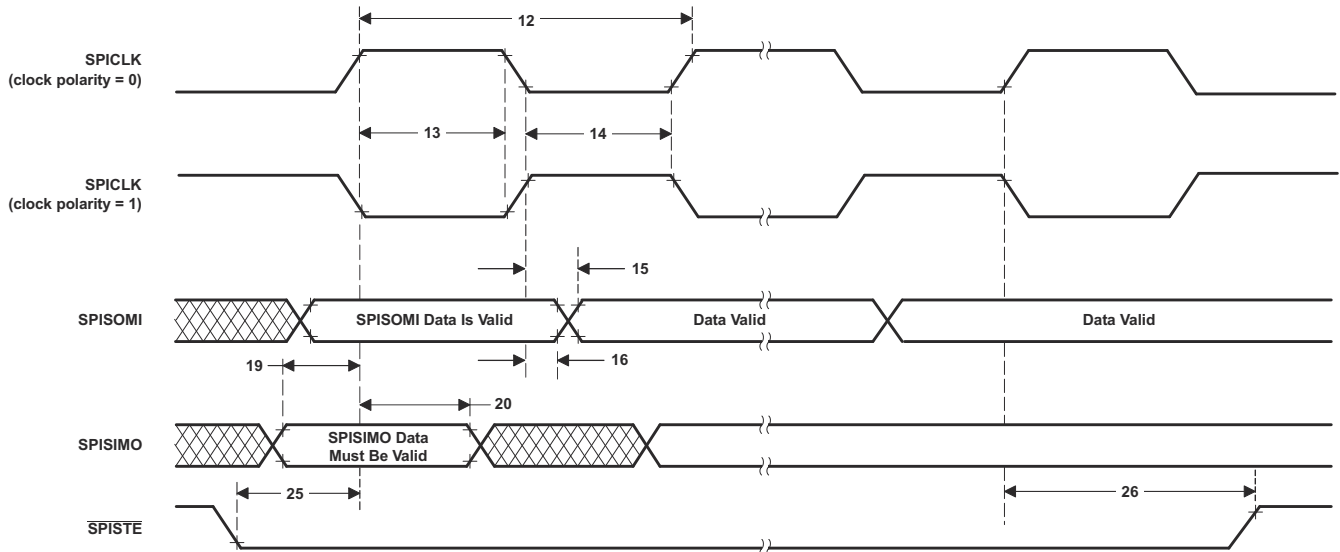 12
SPICLK
(clock polarity = 0)
13
14
SPICLK
(clock polarity = 1)
15
SPISOMI
SPISOMI Data Is Valid
Data Valid
Data Valid
19
16
20
SPISIMO
SPISIMO Data
Must Be Valid
25
26
SPISTE